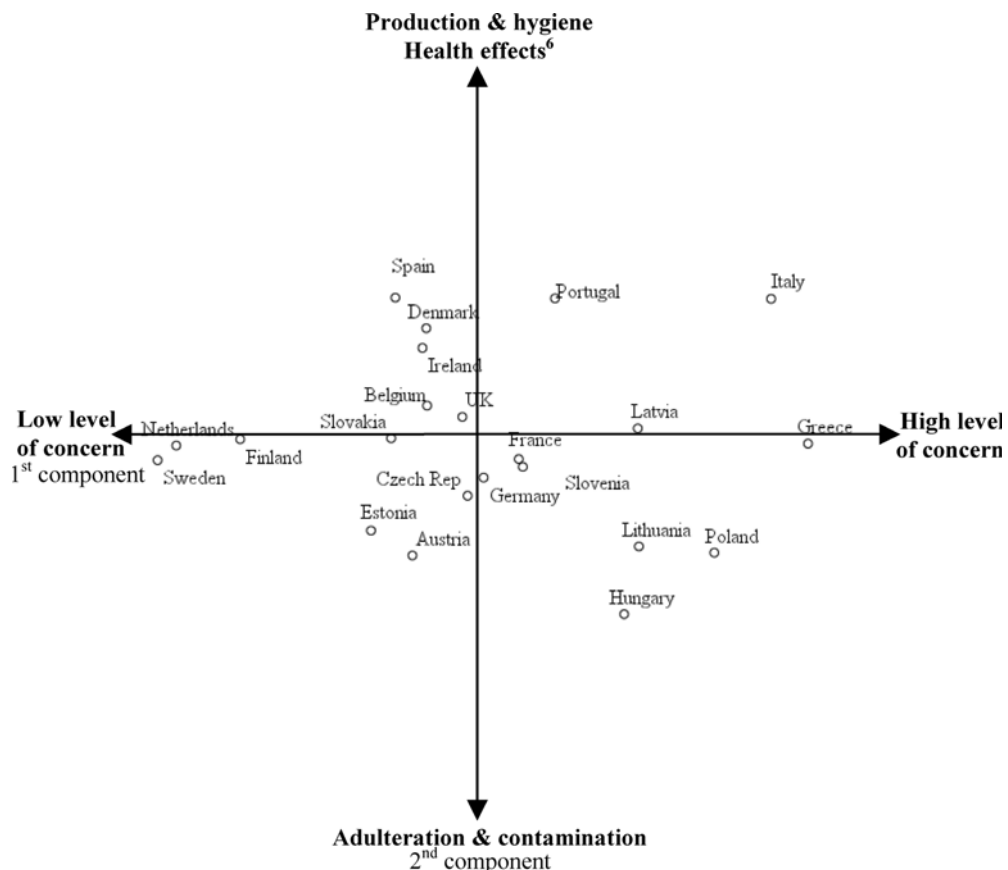 Production & hygiene
Health effects6
Spain
Italy
Portugal
Denmark
Ireland
Belgium
UK
Latvia
Low level
of concern
1st component
High level
of concern
Slovakia
Greece
Netherlands
France
Finland
Sweden
Czech Rep
Slovenia
Germany
Estonia
Lithuania
Poland
Austria
Hungary
Adulteration & contamination
2nd component